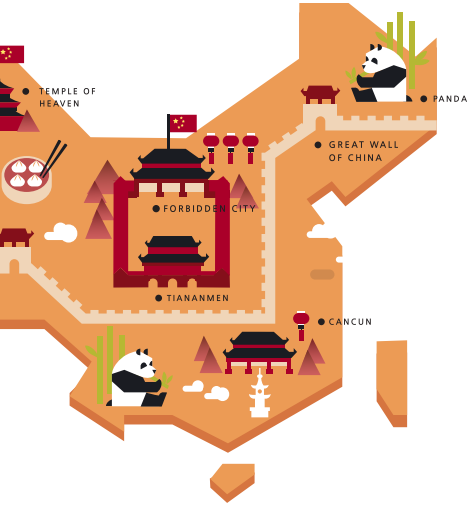 TEMPLE OF
HEAVEN
PANDA
GREAT WALL
OF CHINA
FORBIDDEN CITY
TIANANMEN
CANCUN